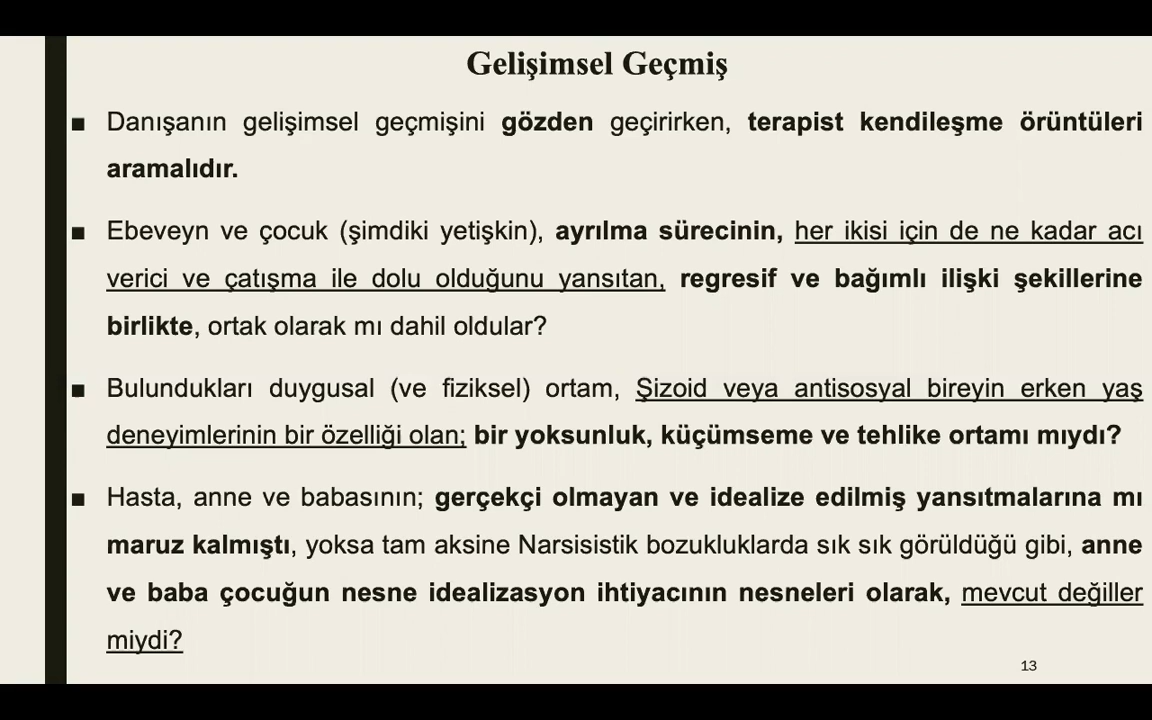 Gelişimsel Geçmiş
▪ Danışanın gelişimsel geçmişini gözden geçirirken, terapist kendileşme örüntüleri
aramalıdır.
▪ Ebeveyn ve çocuk (şimdiki yetişkin), ayrılma sürecinin, her ikisi için de ne kadar acı
verici ve çatışma ile dolu olduğunu yansıtan, regresif ve bağımlı ilişki şekillerine
birlikte, ortak olarak mı dahil oldular?
▪ Bulundukları duygusal (ve fiziksel) ortam, Şizoid veya antisosyal bireyin erken yaş
deneyimlerinin bir özelliği olan; bir yoksunluk, küçümseme ve tehlike ortamı mıydı?
▪ Hasta, anne ve babasının; gerçekçi olmayan ve idealize edilmiş yansıtmalarına mı
maruz kalmıştı, yoksa tam aksine Narsisistik bozukluklarda sık sık görüldüğü gibi, anne
ve baba çocuğun nesne idealizasyon ihtiyacının nesneleri olarak, mevcut değiller
miydi?
13